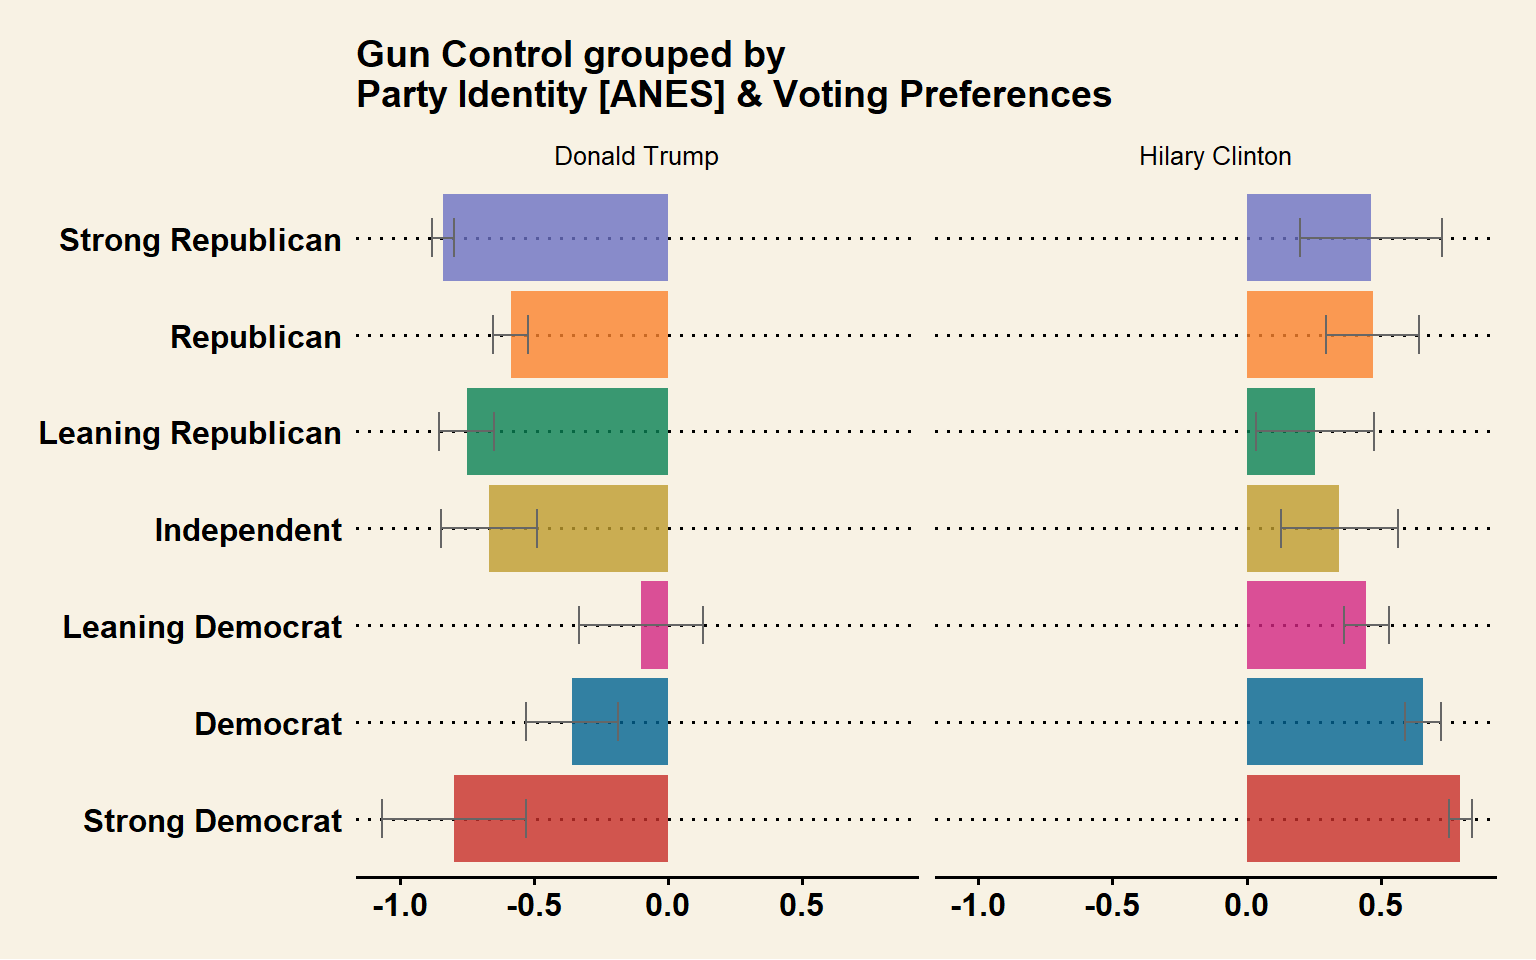 Gun Control grouped by
Party Identity [ANES] & Voting Preferences
Donald Trump
Hilary Clinton
Strong Republican
Republican
Leaning Republican
Independent
Leaning Democrat
Democrat
Strong Democrat
-1.0 -0.5 0.0 0.5
-1.0 -0.5 0.0 0.5